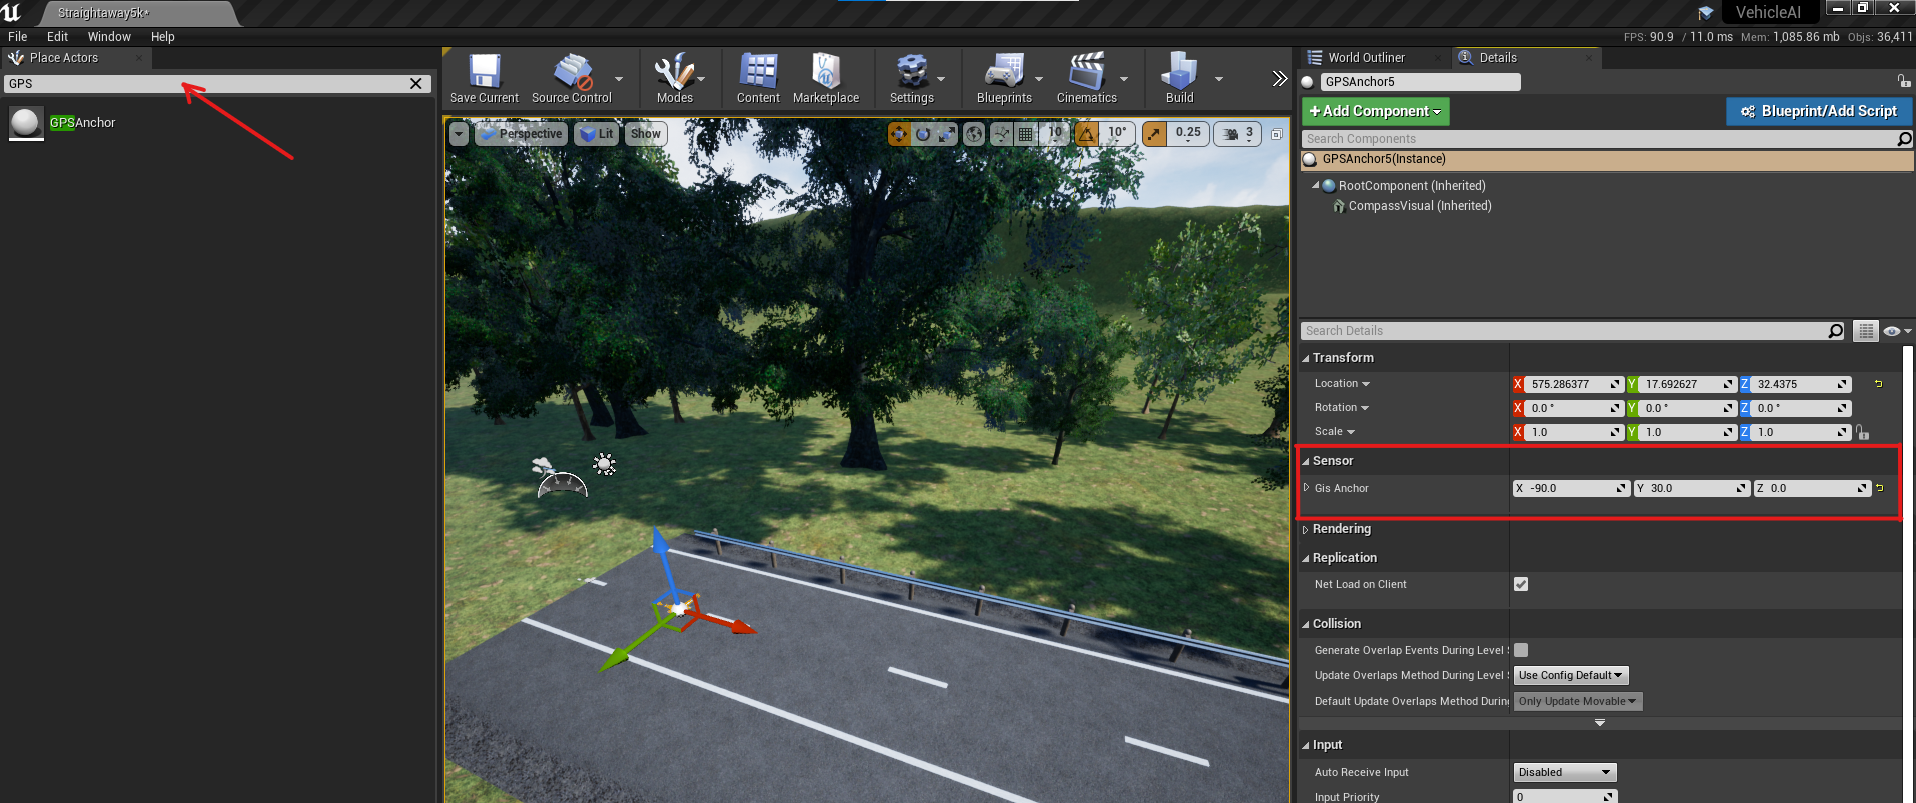 Straightaway5k*
VehicleAI
File Edit Window Help
FPS: 90.9 / 11.0 ms Mem: 1,085.86 mb Objs: 36,411
Place Actors
GPS
GPSAnchor
Save Current
Source Control
Modes
Content
Marketplace
Settings
Blueprints
Cinematics
Build
Perspective
Lit
Show
10
10°
0.25
3
World Outliner
Details
GPSAnchor5
+Add Component
Blueprint/Add Script
Search Components
GPSAnchor5(Instance)
RootComponent (Inherited)
CompassVisual (Inherited)
Search Details
Transform
Location X 575.286377 Y 17.692627 Z 32.4375
Rotation X 0.0 ° Y 0.0 ° Z 0.0 °
Scale X 1.0 Y 1.0 Z 1.0
Sensor
Gis Anchor X -90.0 Y 30.0 Z 0.0
Rendering
Replication
Net Load on Client
Collision
Generate Overlap Events During Level
Update Overlaps Method During Level Use Config Default
Default Update Overlaps Method During Only Update Movable
Input
Auto Receive Input Disabled
Input Priority 0